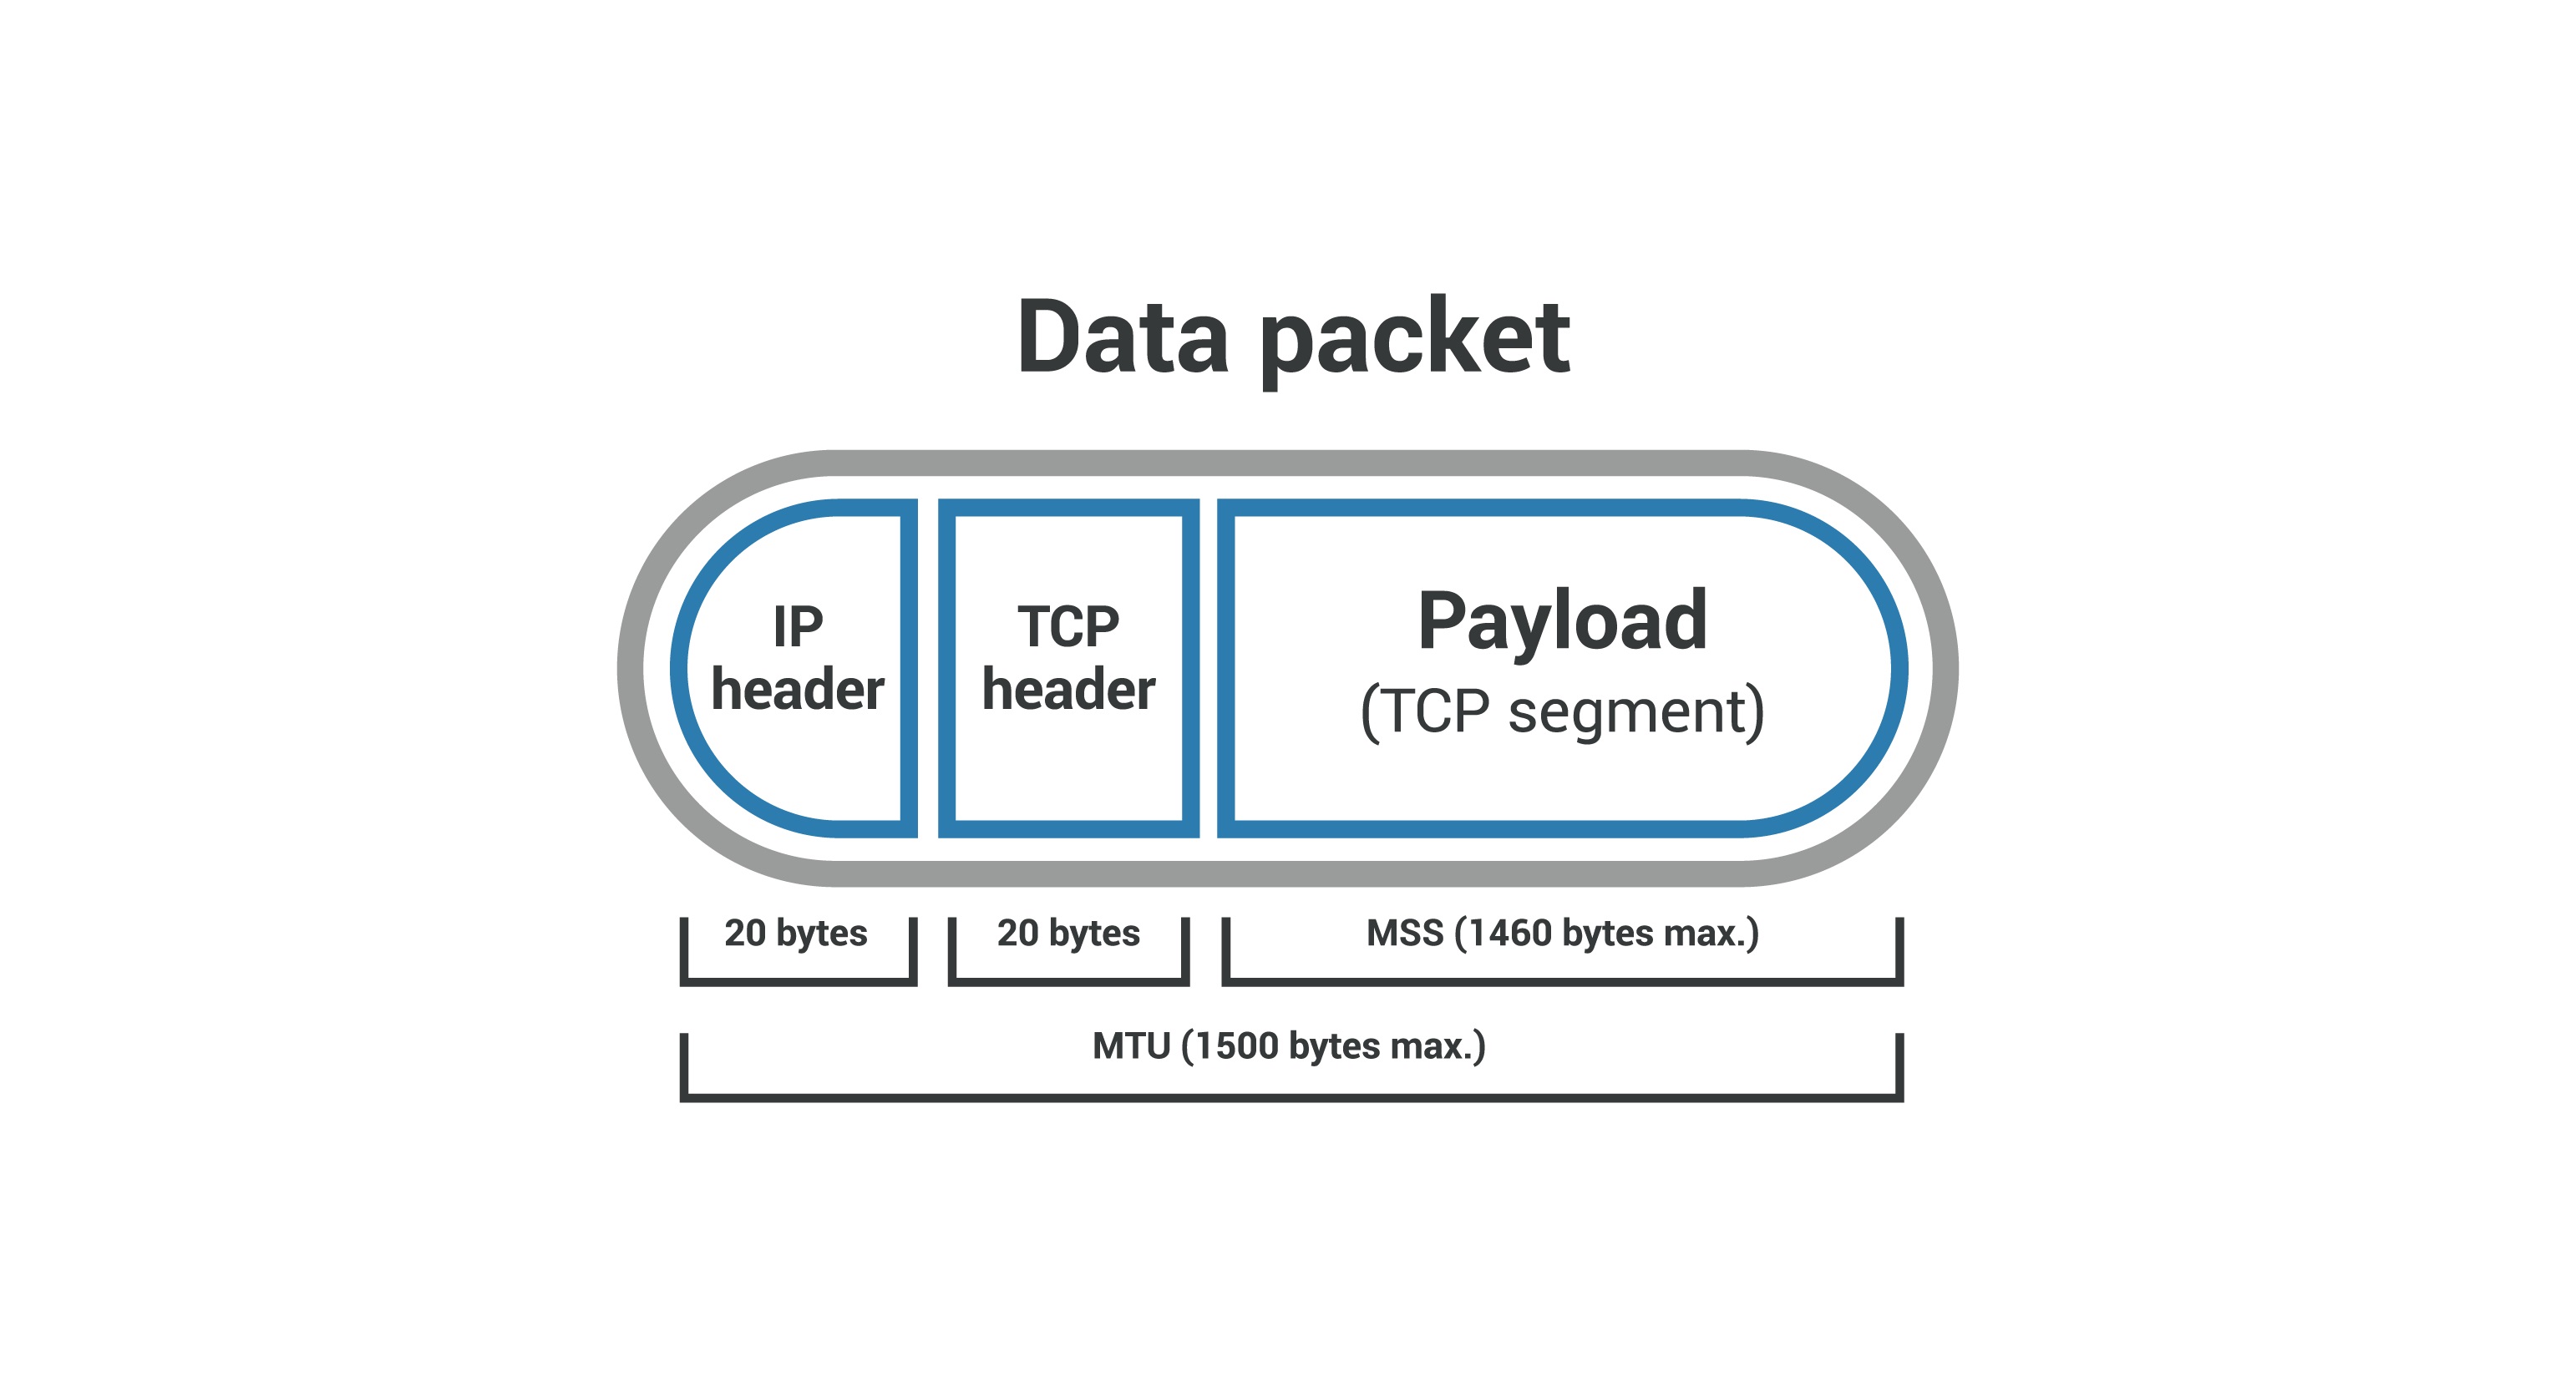 Data packet
IP
header
TCP
header
Payload
(TCP segment)
20 bytes
20 bytes
MSS (1460 bytes max.)
MTU (1500 bytes max.)